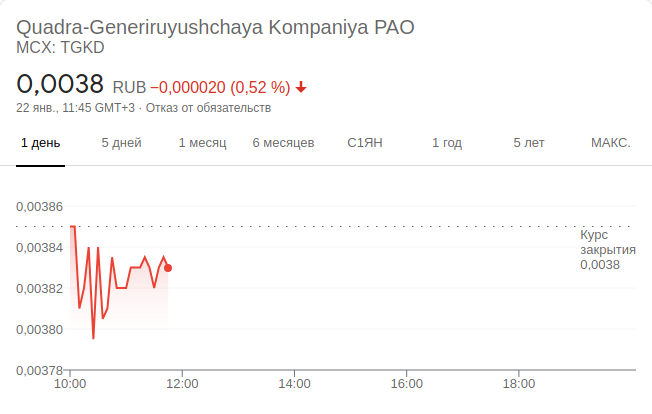 Quadra-Generiruyushchaya Kompaniya PAO
MCX: TGKD
0,0038 RUB −0,000020 (0,52 %)
22 янв., 11:45 GMT+3 · Отказ от обязательств
1 день 5 дней 1 месяц 6 месяцев С1ЯН 1 год 5 лет МАКС.
0,00386
0,00384
0,00382
0,00380
0,00378
Курс
закрытия
0,0038
10:00 12:00 14:00 16:00 18:00